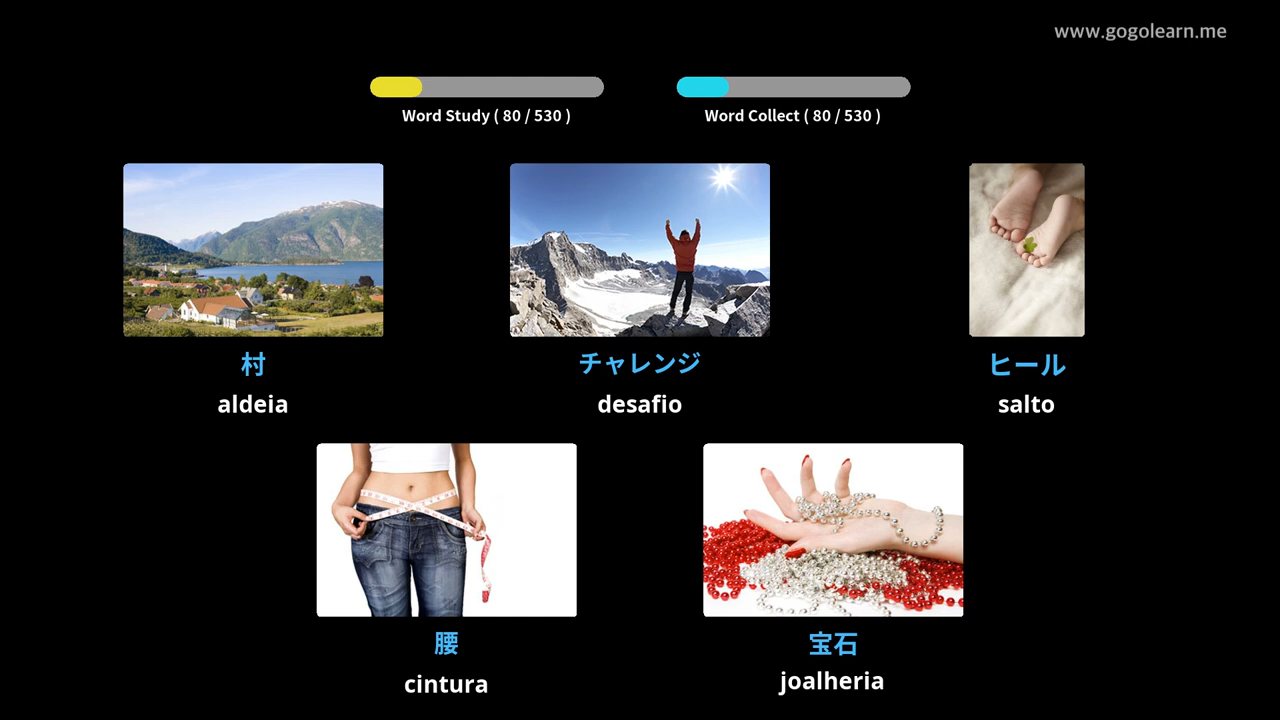 www.gogolearn.me
Word Study ( 80 / 530 )
Word Collect ( 80 / 530 )
村
aldeia
チャレンジ
desafio
ヒール
salto
腰
cintura
宝石
joalheria